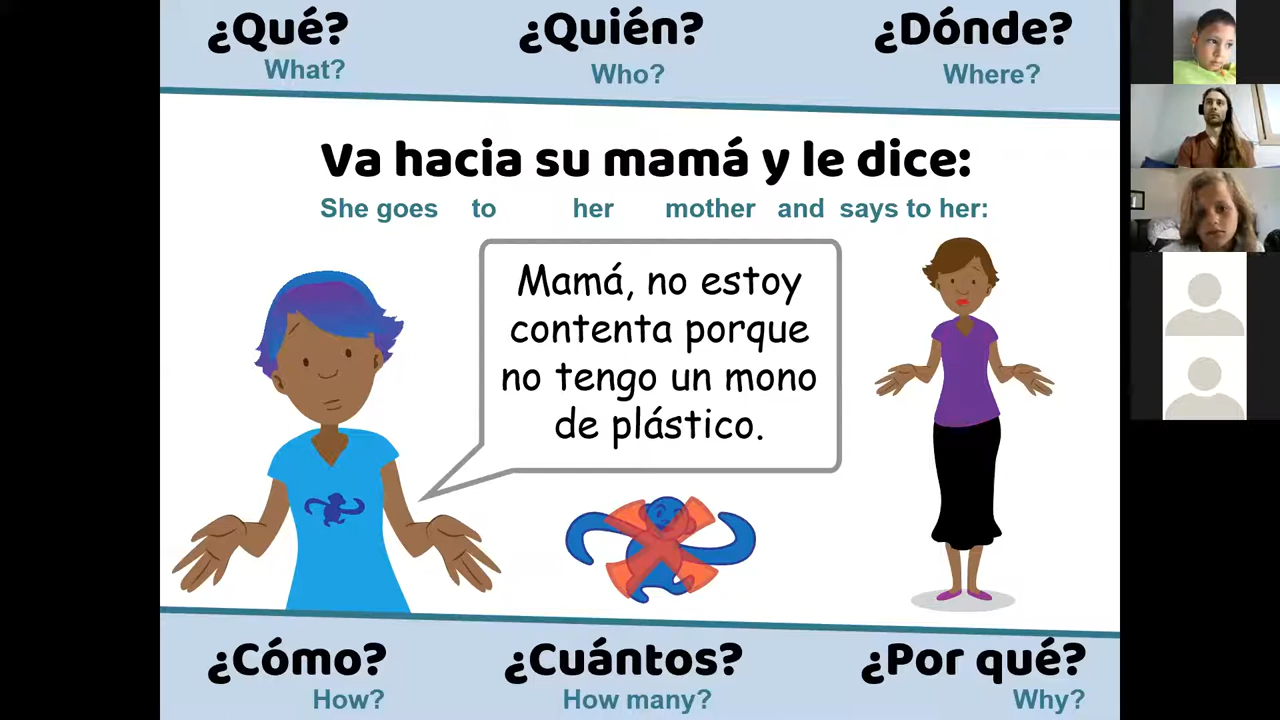 ¿Qué? ¿Quién? ¿Dónde?
What? Who? Where?
Va hacia su mamá y le dice:
She goes to her mother and says to her:
Mamá, no estoy
contenta porque
no tengo un mono
de plástico.
¿Cómo? ¿Cuántos? ¿Por qué?
How? How many? Why?